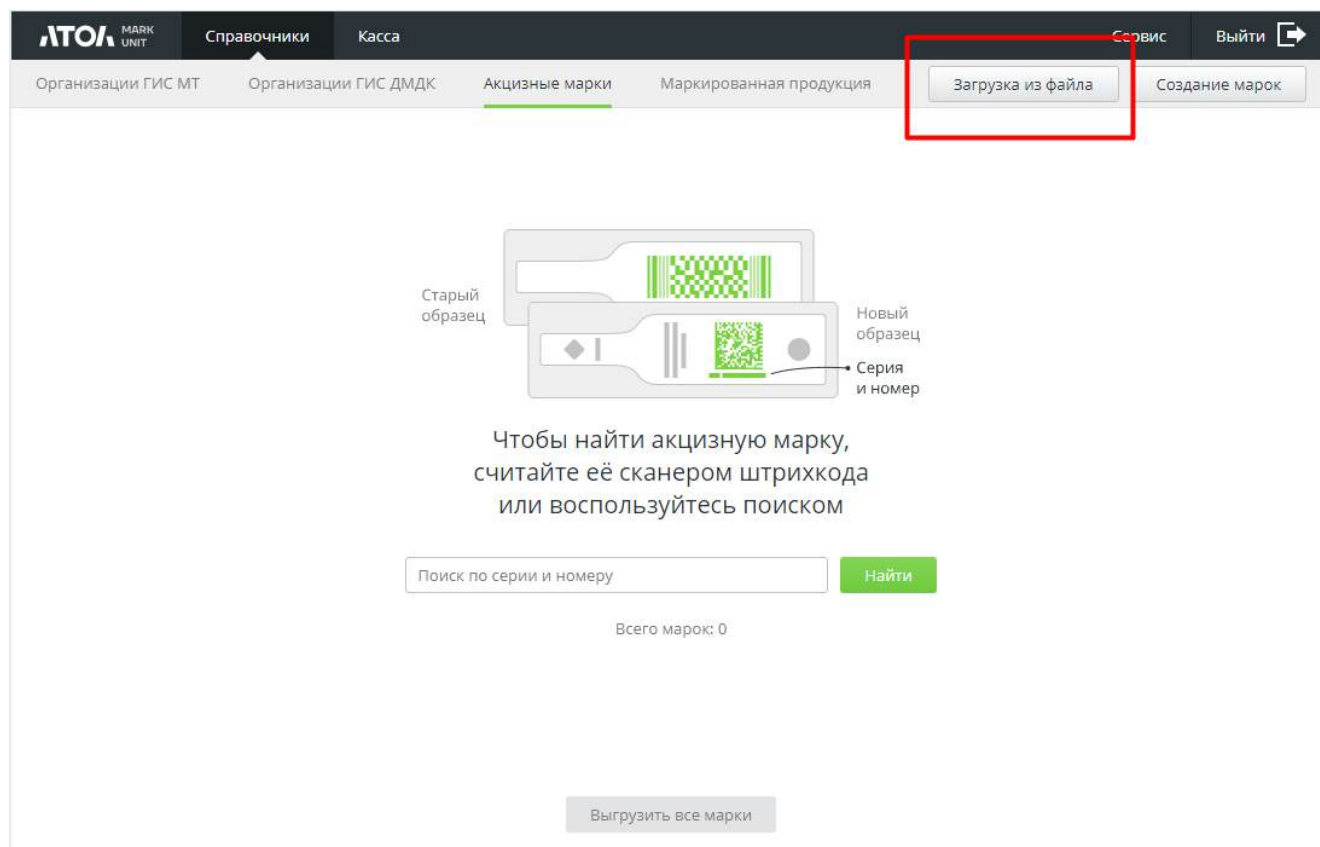 АТОЛ MARK UNIT Справочники Касса Сервис Выйти
Организации ГИС МТ Организации ГИС ДМДК Акцизные марки Маркированная продукция Загрузка из файла Создание марок
Старый
образец
Новый
образец
Серия
и номер
Чтобы найти акцизную марку,
считайте её сканером штрихкода
или воспользуйтесь поиском
Поиск по серии и номеру Найти
Всего марок: 0
Выгрузить все марки